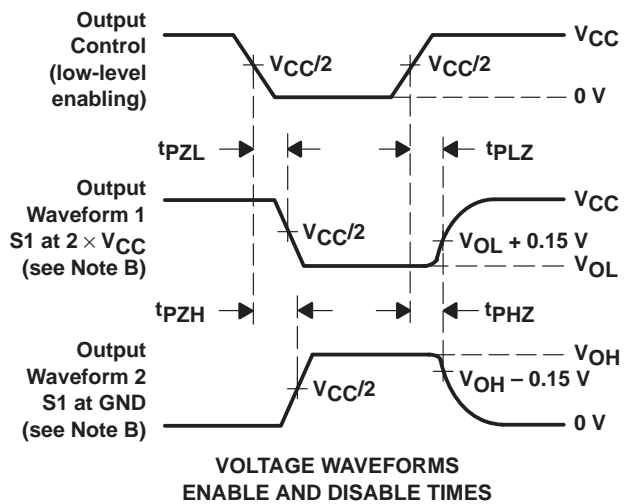 Output
Control
(low-level
enabling)
VCC/2
VCC/2
VCC
0 V
tPZL
tPLZ
Output
Waveform 1
S1 at 2 × VCC
(see Note B)
VCC/2
VCC
VOL + 0.15 V
VOL
tPZH
tPHZ
Output
Waveform 2
S1 at GND
(see Note B)
VCC/2
VOH
VOH − 0.15 V
0 V
VOLTAGE WAVEFORMS
ENABLE AND DISABLE TIMES